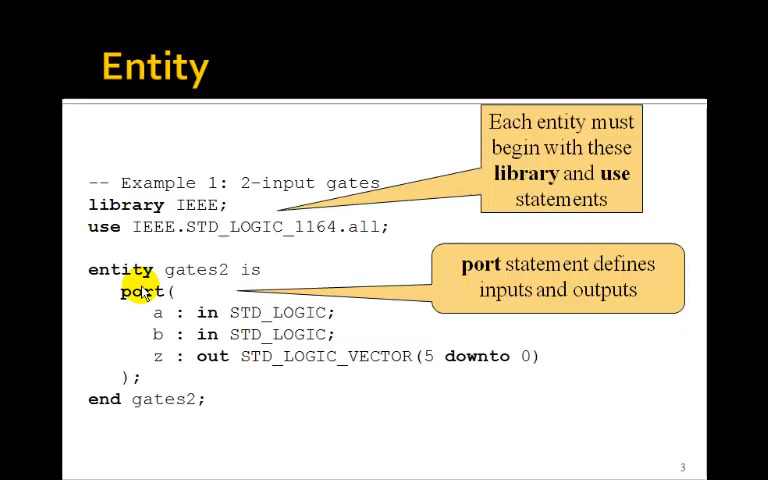 Entity
Each entity must
begin with these
library and use
statements
-- Example 1: 2-input gates
library IEEE;
use IEEE.STD_LOGIC_1164.all;
entity gates2 is
port(
port statement defines
inputs and outputs
a : in STD_LOGIC;
b : in STD_LOGIC;
z : out STD_LOGIC_VECTOR(5 downto 0)
);
end gates2;
3